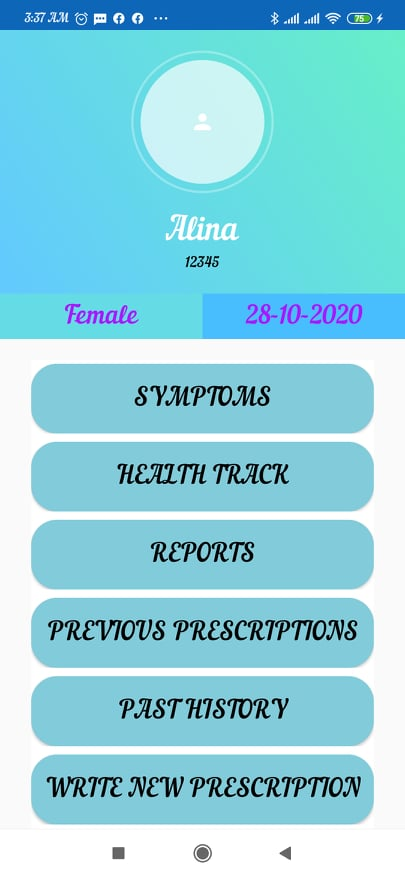 3:37 AM
75
Alina
12345
Female
28-10-2020
SYMPTOMS
HEALTH TRACK
REPORTS
PREVIOUS PRESCRIPTIONS
PAST HISTORY
WRITE NEW PRESCRIPTION